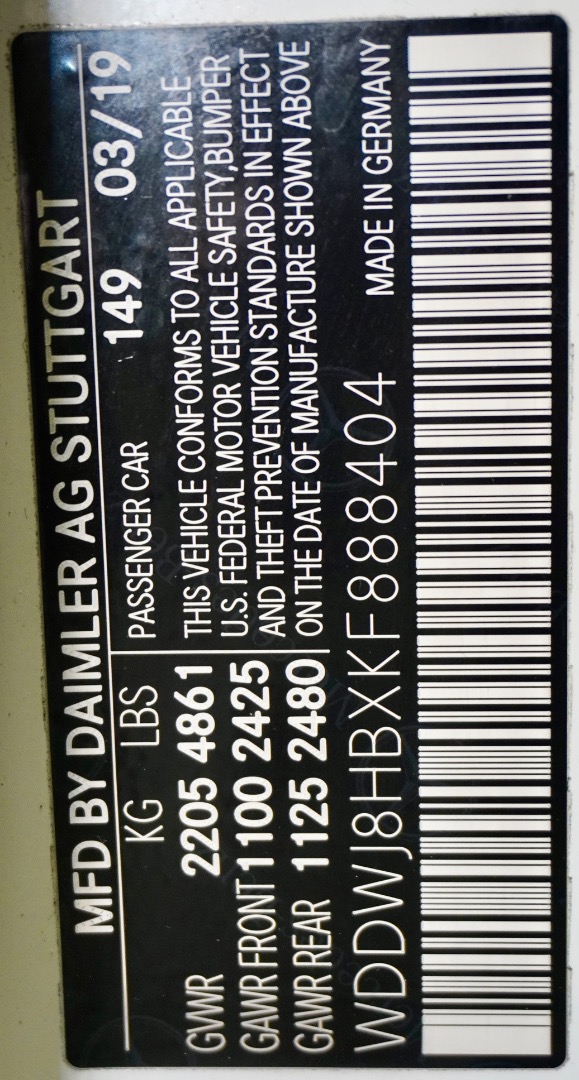 MFD BY DAIMLER AG STUTTGART
KG LBS PASSENGER CAR 149 03/19
GVWR 2205 4861 THIS VEHICLE CONFORMS TO ALL APPLICABLE
U.S. FEDERAL MOTOR VEHICLE SAFETY,BUMPER
GAWR FRONT 1100 2425 AND THEFT PREVENTION STANDARDS IN EFFECT
GAWR REAR 1125 2480 ON THE DATE OF MANUFACTURE SHOWN ABOVE
WDDWJ8HBXKF888404 MADE IN GERMANY